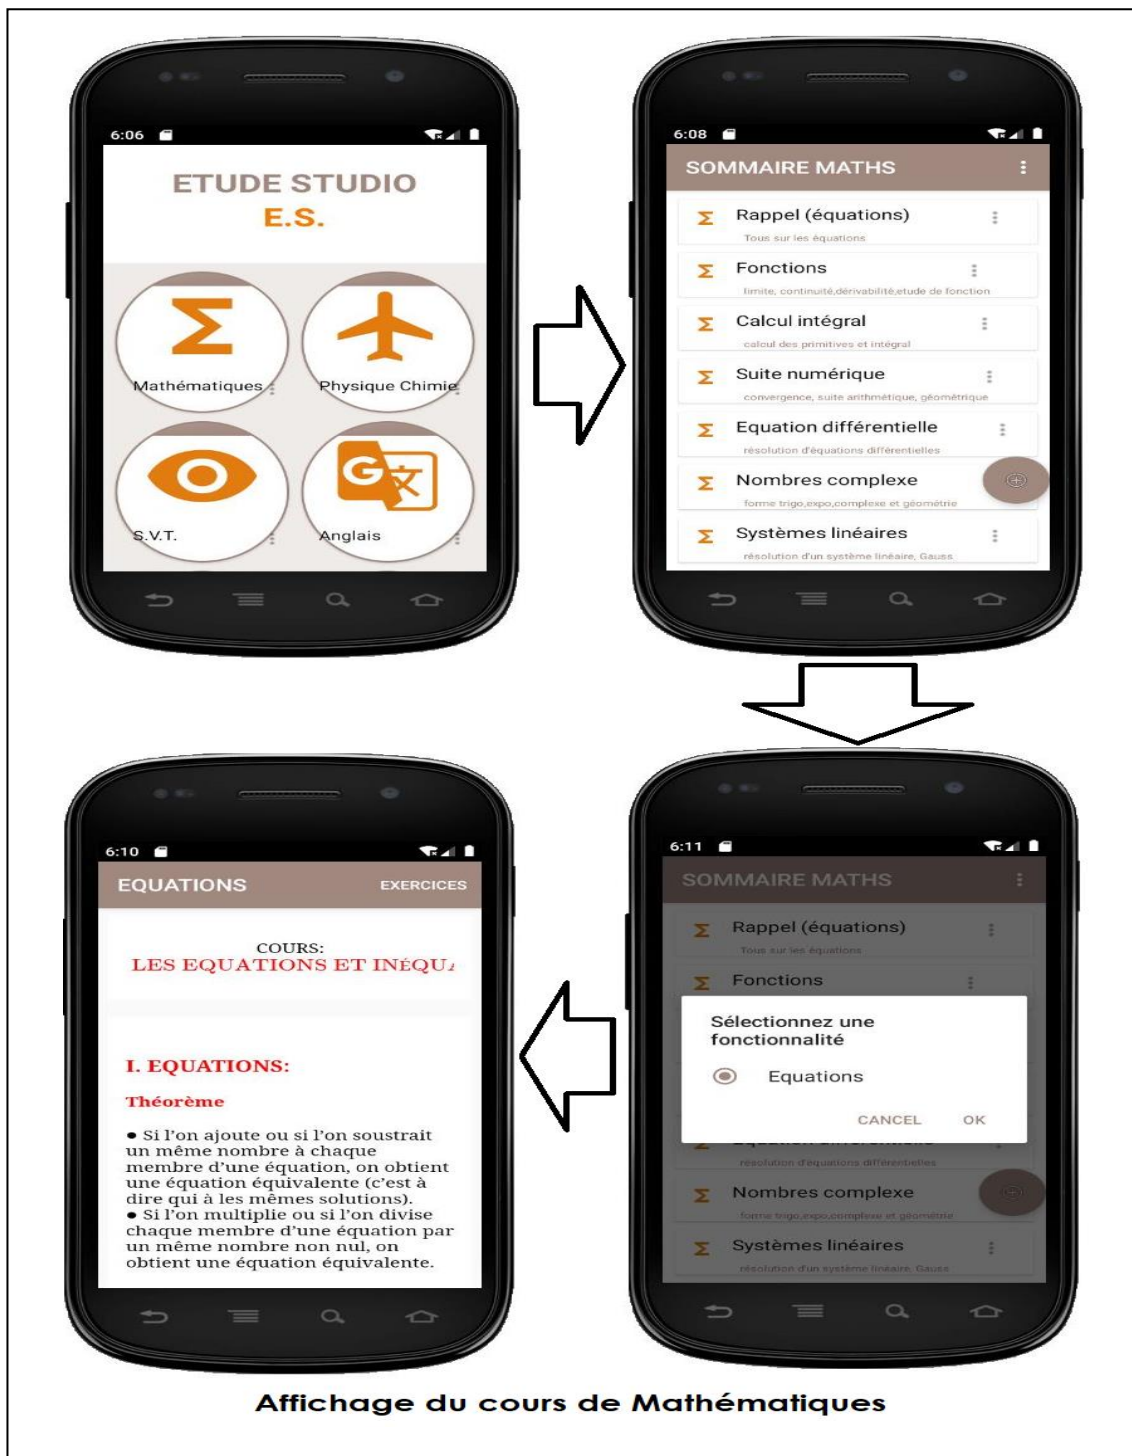 6:06
ETUDE STUDIO
E.S.
Mathématiques
Physique Chimie
S.V.T.
Anglais
6:08
SOMMAIRE MATHS
Rappel (équations)
Tous sur les équations
Fonctions
limite, continuité,dérivabilité,etude de fonction
Calcul intégral
calcul des primitives et intégral
Suite numérique
convergence, suite arithmétique, géométrique
Equation différentielle
résolution d'équations différentielles
Nombres complexe
forme trigo,expo,complexe et géométrie
Systèmes linéaires
résolution d'un système linéaire, Gauss
6:11
SOMMAIRE MATHS
Rappel (équations)
Tous sur les équations
Fonctions
Sélectionnez une
fonctionnalité
Equations
CANCEL OK
Equation différentielle
résolution d'équations différentielles
Nombres complexe
forme trigo,expo,complexe et géométrie
Systèmes linéaires
résolution d'un système linéaire, Gauss
6:10
EQUATIONS EXERCICES
COURS:
LES EQUATIONS ET INÉQU
I. EQUATIONS:
Théorème
● Si l'on ajoute ou si l'on soustrait
un même nombre à chaque
membre d'une équation, on obtient
une équation équivalente (c'est à
dire qui à les mêmes solutions).
● Si l'on multiplie ou si l'on divise
chaque membre d'une équation par
un même nombre non nul, on
obtient une équation équivalente.
Affichage du cours de Mathématiques